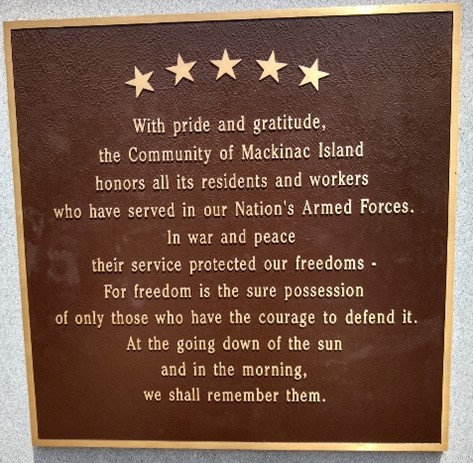 With pride and gratitude,
the Community of Mackinac Island
honors all its residents and workers
who have served in our Nation's Armed Forces.
In war and peace
their service protected our freedoms -
For freedom is the sure possession
of only those who have the courage to defend it.
At the going down of the sun
and in the morning,
we shall remember them.